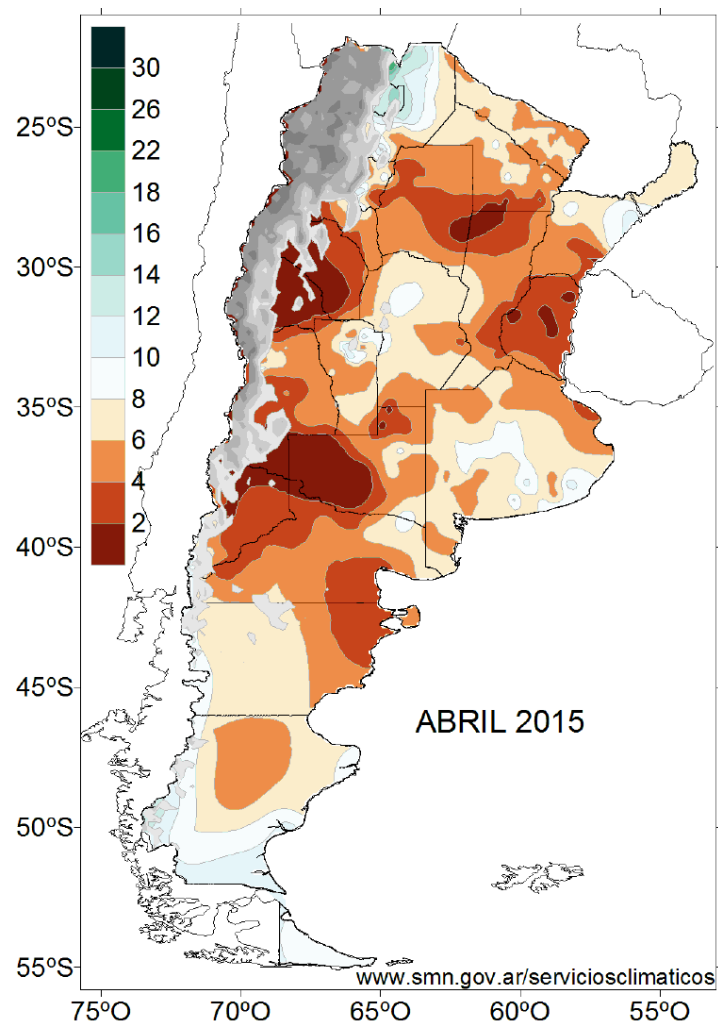 30
26
22
18
16
14
12
10
8
6
4
2
25ºS
30ºS
35ºS
40ºS
45ºS
50ºS
55ºS
ABRIL 2015
www.smn.gov.ar/serviciosclimaticos
75ºO
70ºO
65ºO
60ºO
55ºO